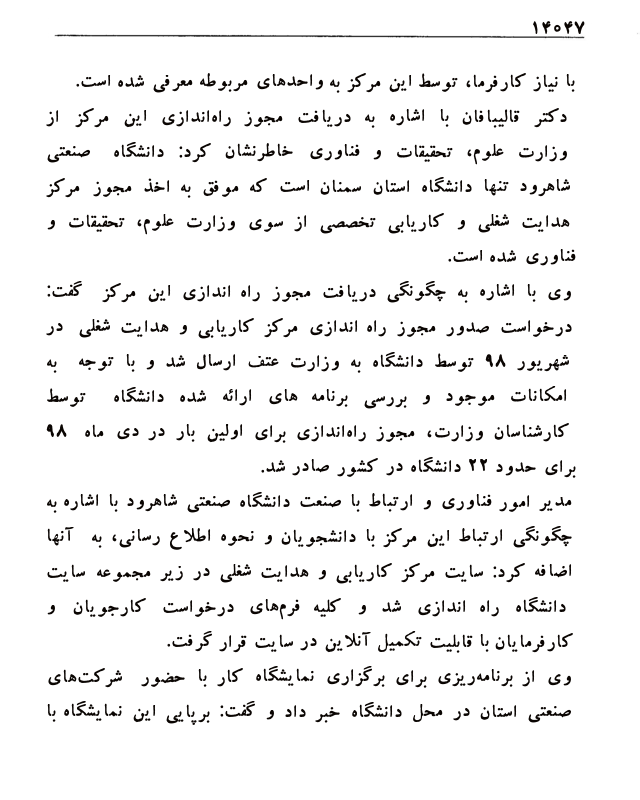 ۱۴۰۴۷
با نیاز کارفرما، توسط این مرکز به واحدهای مربوطه معرفی شده است.
دکتر قالیبافان با اشاره به دریافت مجوز راه‌اندازی این مرکز از
وزارت علوم، تحقیقات و فناوری خاطرنشان کرد: دانشگاه صنعتی
شاهرود تنها دانشگاه استان سمنان است که موفق به اخذ مجوز مرکز
هدایت شغلی و کاریابی تخصصی از سوی وزارت علوم، تحقیقات و
فناوری شده است.
وی با اشاره به چگونگی دریافت مجوز راه اندازی این مرکز گفت:
درخواست صدور مجوز راه اندازی مرکز کاریابی و هدایت شغلی در
شهریور ۹۸ توسط دانشگاه به وزارت عتف ارسال شد و با توجه به
امکانات موجود و بررسی برنامه های ارائه شده دانشگاه توسط
کارشناسان وزارت، مجوز راه‌اندازی برای اولین بار در دی ماه ۹۸
برای حدود ۲۲ دانشگاه در کشور صادر شد.
مدیر امور فناوری و ارتباط با صنعت دانشگاه صنعتی شاهرود با اشاره به
چگونگی ارتباط این مرکز با دانشجویان و نحوه اطلاع رسانی، به آنها
اضافه کرد: سایت مرکز کاریابی و هدایت شغلی در زیر مجموعه سایت
دانشگاه راه اندازی شد و کلیه فرم‌های درخواست کارجویان و
کارفرمایان با قابلیت تکمیل آنلاین در سایت قرار گرفت.
وی از برنامه‌ریزی برای برگزاری نمایشگاه کار با حضور شرکت‌های
صنعتی استان در محل دانشگاه خبر داد و گفت: برپایی این نمایشگاه با